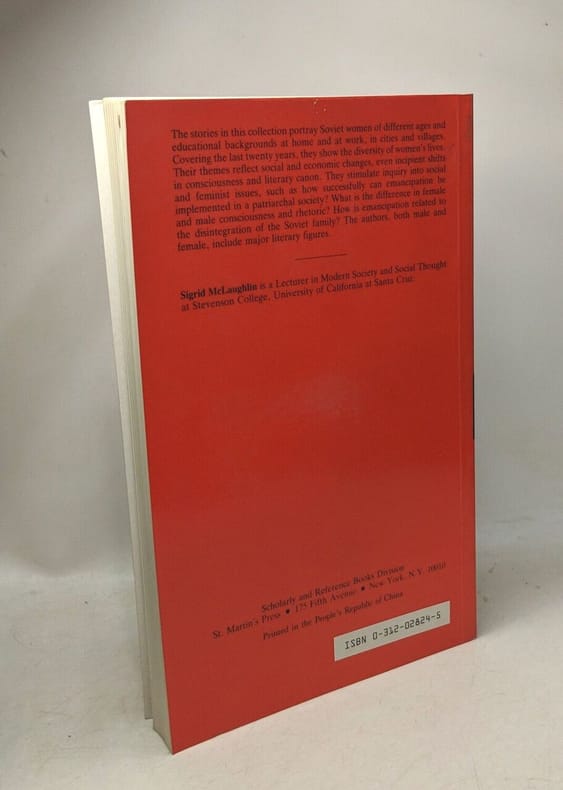 The stories in this collection portray Soviet women of different ages and
educational backgrounds at home and at work, in cities and villages.
Covering the last twenty years, they show the diversity of women's lives.
Their themes reflect social and economic changes, even incipient shifts
in consciousness and literary canon. They stimulate inquiry into social
and feminist issues, such as how successfully can emancipation be
implemented in a patriarchal society? What is the difference in female
and male consciousness and rhetoric? How is emancipation related to
the disintegration of the Soviet family? The authors, both male and
female, include major literary figures.
Sigrid McLaughlin is a Lecturer in Modern Society and Social Thought
at Stevenson College, University of California at Santa Cruz.
Scholarly and Reference Books Division
St. Martin's Press • 175 Fifth Avenue • New York, N.Y. 10010
Printed in the People's Republic of China
ISBN 0-312-02824-5